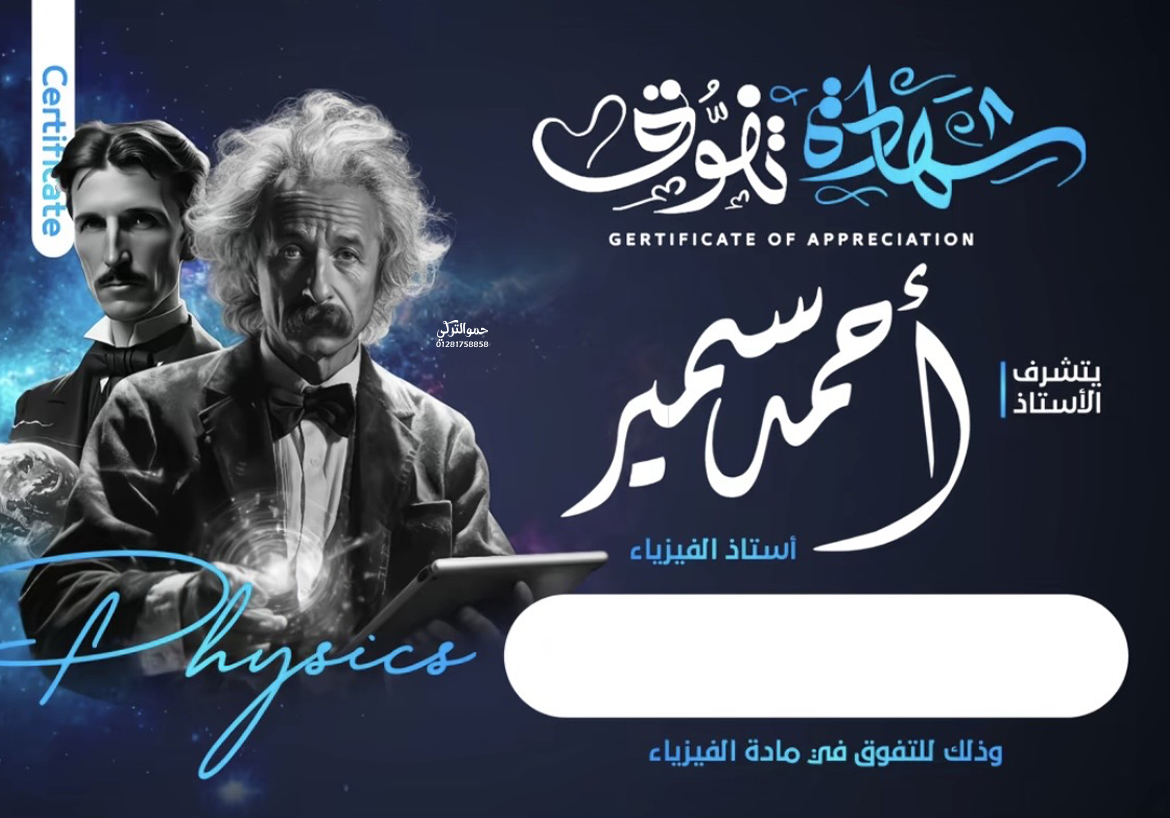 Certificate
شهادة تفوّق
GERTIFICATE OF APPRECIATION
يتشرف
الأستاذ
أحمد سمير
أستاذ الفيزياء
حمو التركي
01281758858
Physics
وذلك للتفوق في مادة الفيزياء